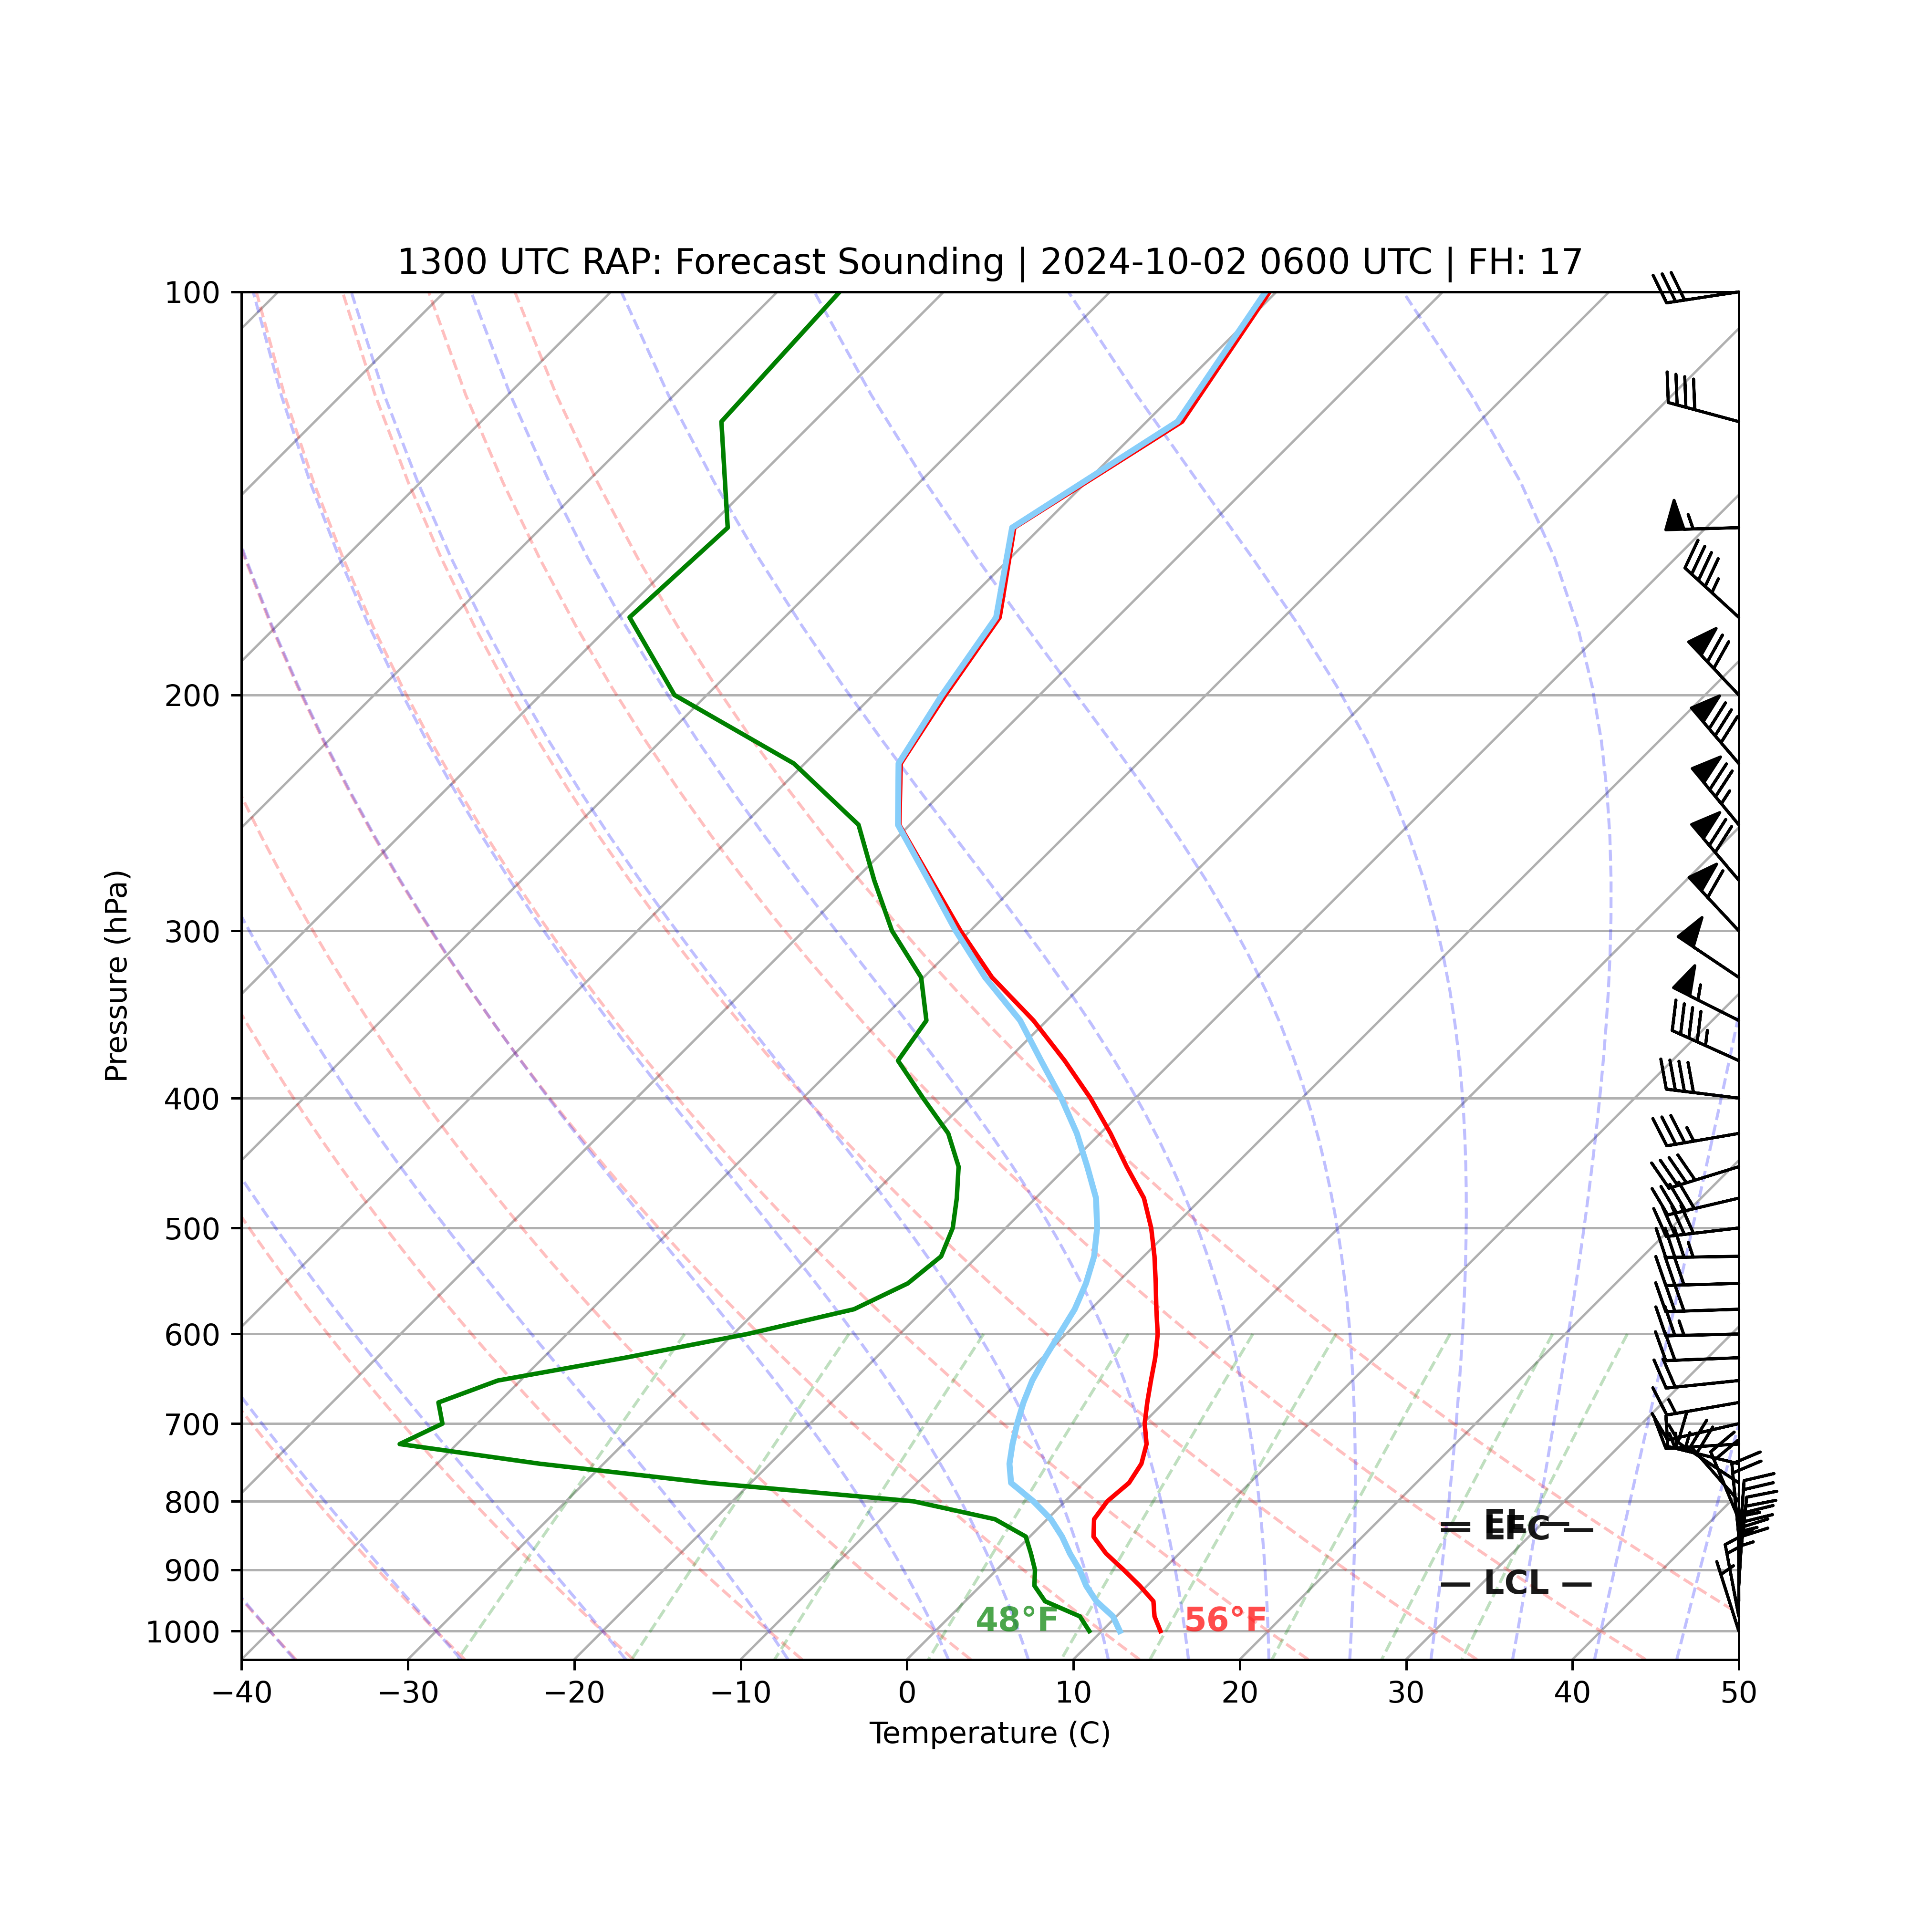 1300 UTC RAP: Forecast Sounding | 2024-10-02 0600 UTC | FH: 17
100
200
300
400
500
600
700
800
900
1000
Pressure (hPa)
— EL —
— LFC —
— LCL —
48°F
56°F
−40 −30 −20 −10 0 10 20 30 40 50
Temperature (C)